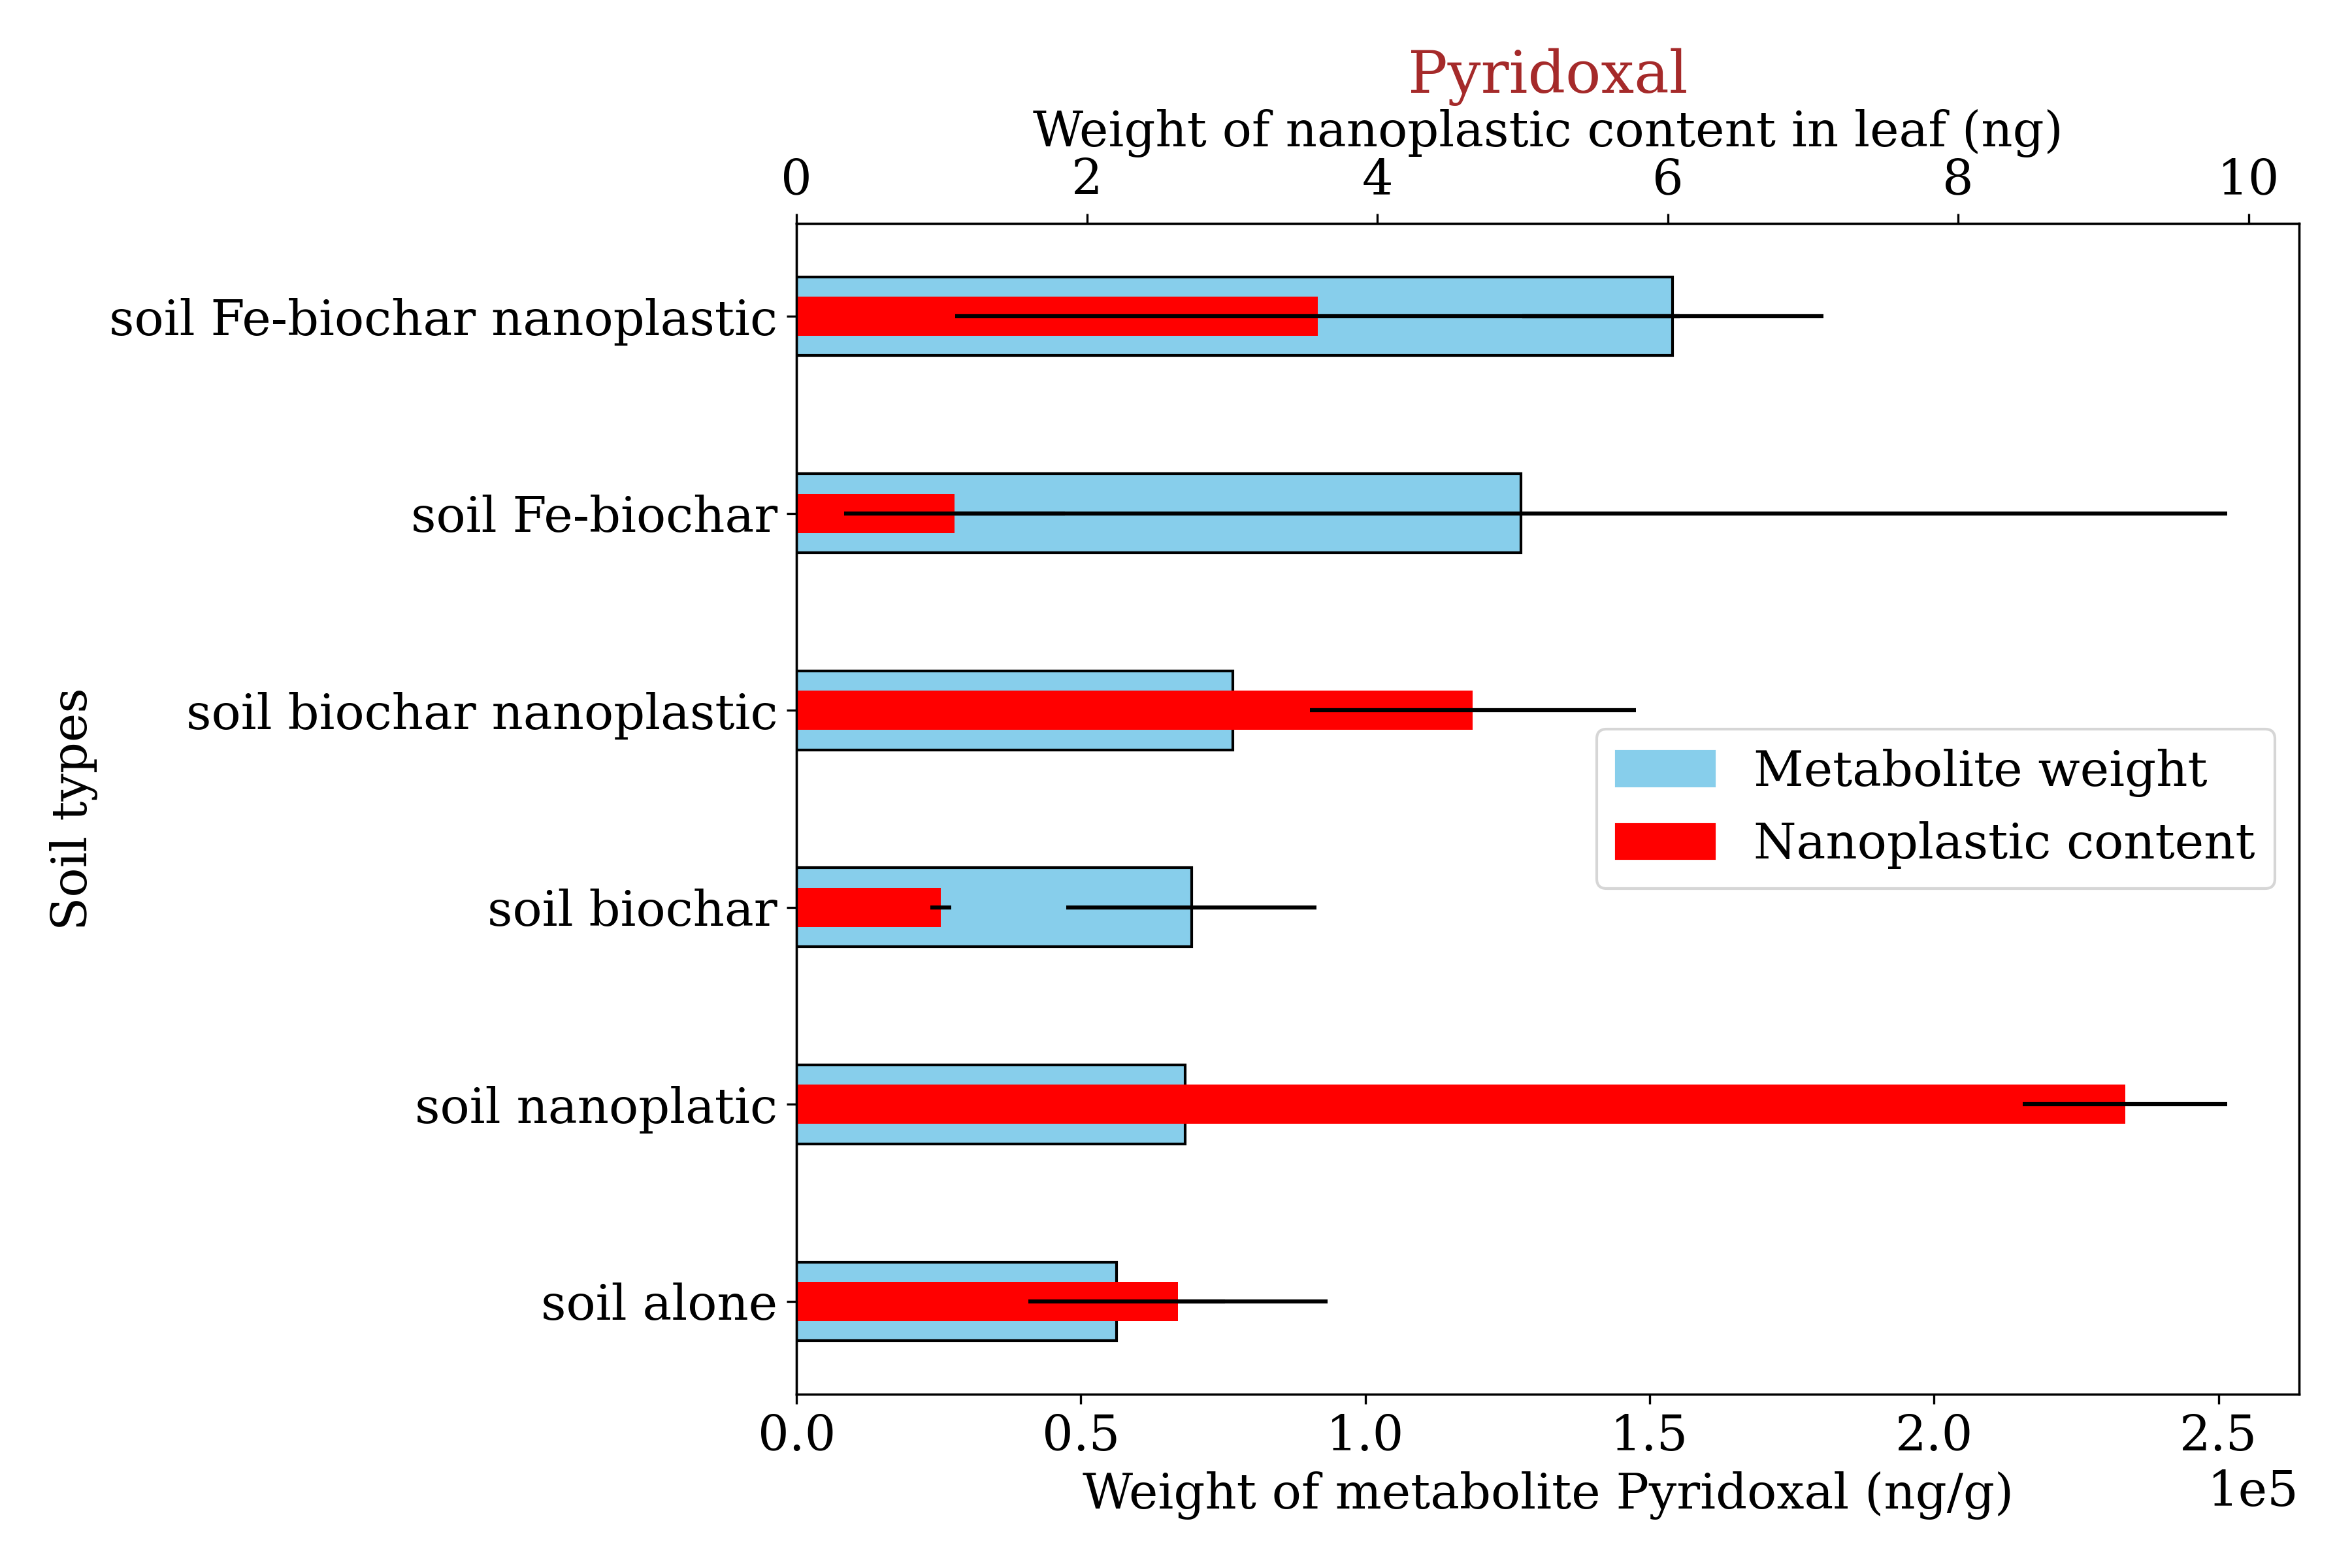 Pyridoxal
Weight of nanoplastic content in leaf (ng)
0 2 4 6 8 10
soil Fe-biochar nanoplastic
soil Fe-biochar
soil biochar nanoplastic
soil biochar
soil nanoplatic
soil alone
Soil types
Metabolite weight
Nanoplastic content
0.0 0.5 1.0 1.5 2.0 2.5
1e5
Weight of metabolite Pyridoxal (ng/g)